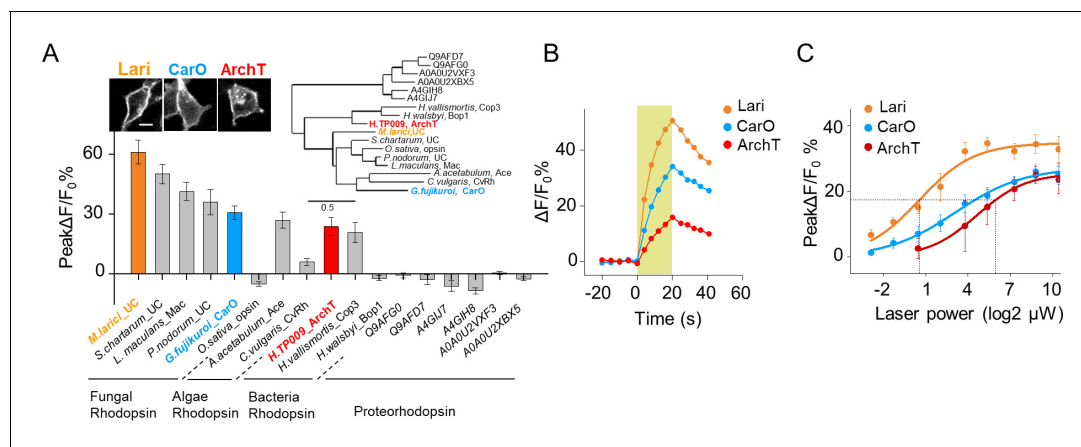 A
Lari CarO ArchT
Q9AFD7
Q9AFG0
A0A0U2VXF3
A0A0U2XBX5
A4GIH8
A4GIJ7
H.vallismortis, Cop3
H.walsbyi, Bop1
H.TP009, ArchT
M.larici,UC
S.chartarum, UC
O.sativa, opsin
P.nodorum, UC
L.maculans, Mac
A.acetabulum, Ace
C.vulgaris, CvRh
G.fujikuroi, CarO
0.5
PeakΔF/F0%
60
30
0
M.larici_UC
S.chartarum_UC
L. maculans_Mac
P.nodorum_UC
G.fujikuroi_CarO
O.sativa_opsin
A.acetabulum_Ace
C.vulgaris_CvRh
H.TP009_ArchT
H.vallismortis_Cop3
H.walsbyi_Bop1
Q9AFG0
Q9AFD7
A4GIJ7
A4GIH8
A0A0U2VXF3
A0A0U2XBX5
Fungal
Rhodopsin
Algae
Rhodopsin
Bacteria
Rhodopsin
Proteorhodopsin
B
Lari
CarO
ArchT
ΔF/F0%
40
20
0
-20 0 20 40 60
Time (s)
C
Lari
CarO
ArchT
PeakΔF/F0 %
40
20
0
-2 1 4 7 10
Laser power (log2 µW)